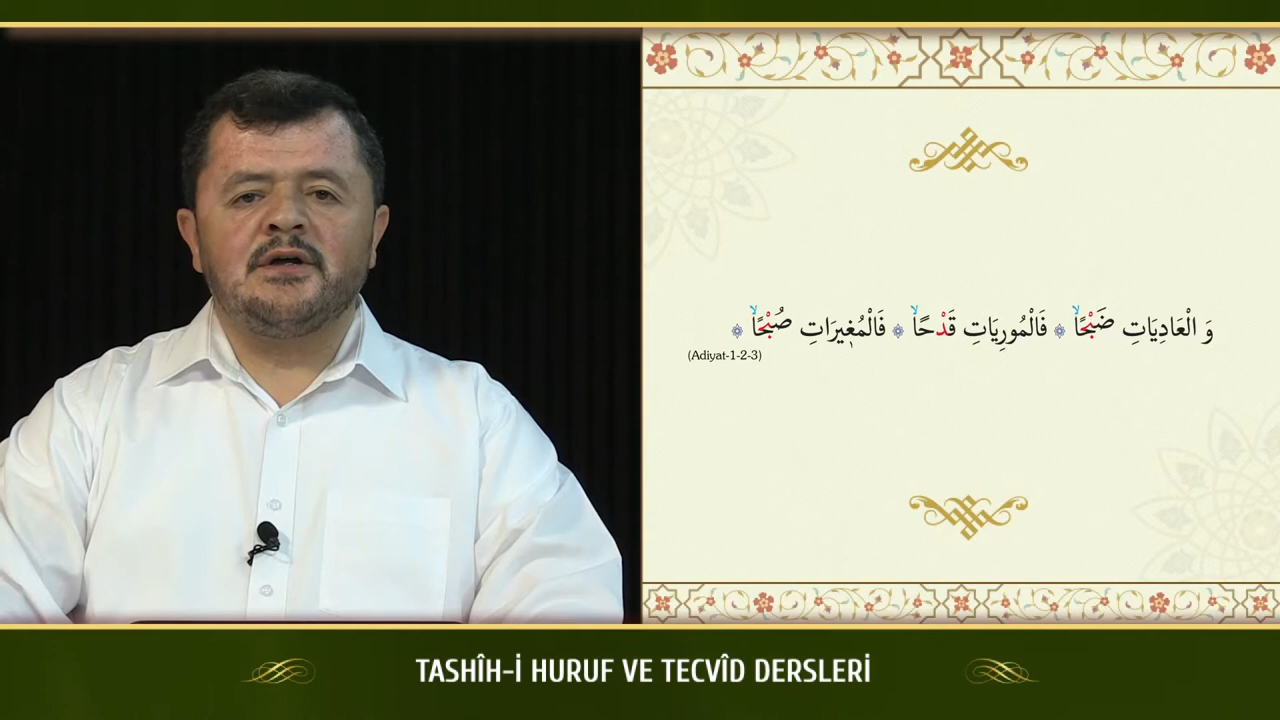 وَ الْعَادِيَاتِ ضَبْحًاۙ ۞ فَالْمُورِيَاتِ قَدْحًاۙ ۞ فَالْمُغٖيرَاتِ صُبْحًاۙ ۞
(Adiyat-1-2-3)
TASHÎH-İ HURUF VE TECVÎD DERSLERİ